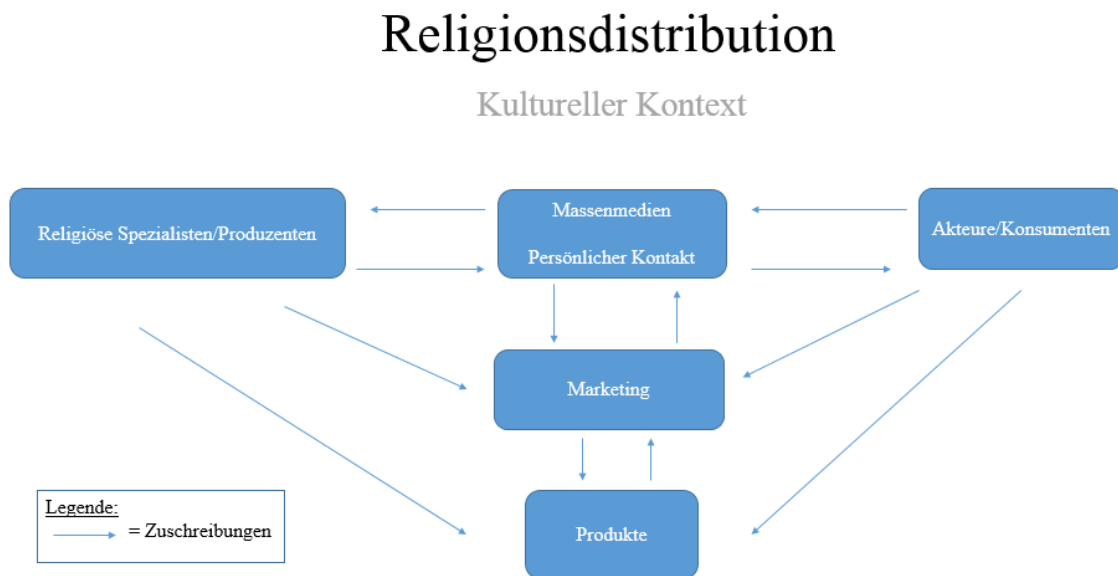 Religionsdistribution
Kultureller Kontext
Religiöse Spezialisten/Produzenten
Massenmedien
Persönlicher Kontakt
Akteure/Konsumenten
Marketing
Produkte
Legende:
= Zuschreibungen